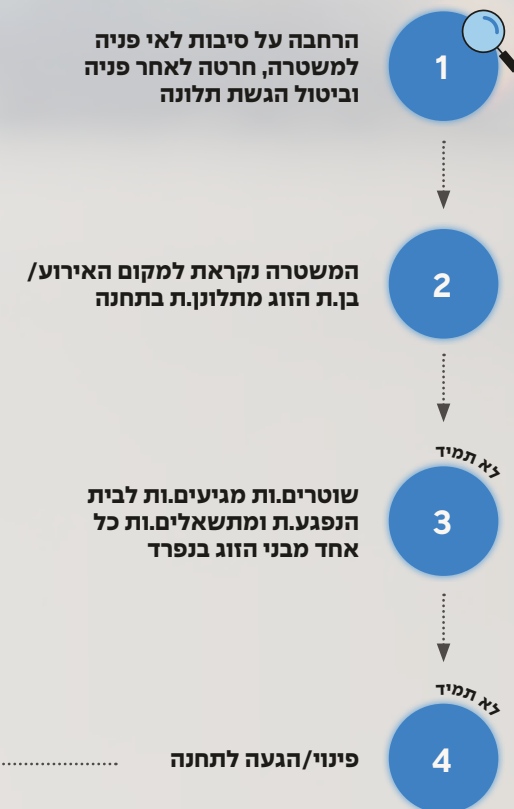 1
הרחבה על סיבות לאי פניה
למשטרה, חרטה לאחר פניה
וביטול הגשת תלונה
2
המשטרה נקראת למקום האירוע/
בן.ת הזוג מתלונן.ת בתחנה
לא תמיד
3
שוטרים.ות מגיעים.ות לבית
הנפגע.ת ומתשאלים.ות כל
אחד מבני הזוג בנפרד
לא תמיד
4
פינוי/הגעה לתחנה